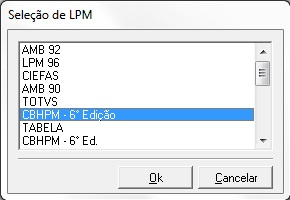 Seleção de LPM
AMB 92
LPM 96
CIEFAS
AMB 90
TOTVS
CBHPM - 6° Edição
TABELA
CBHPM - 6° Ed.
Ok
Cancelar